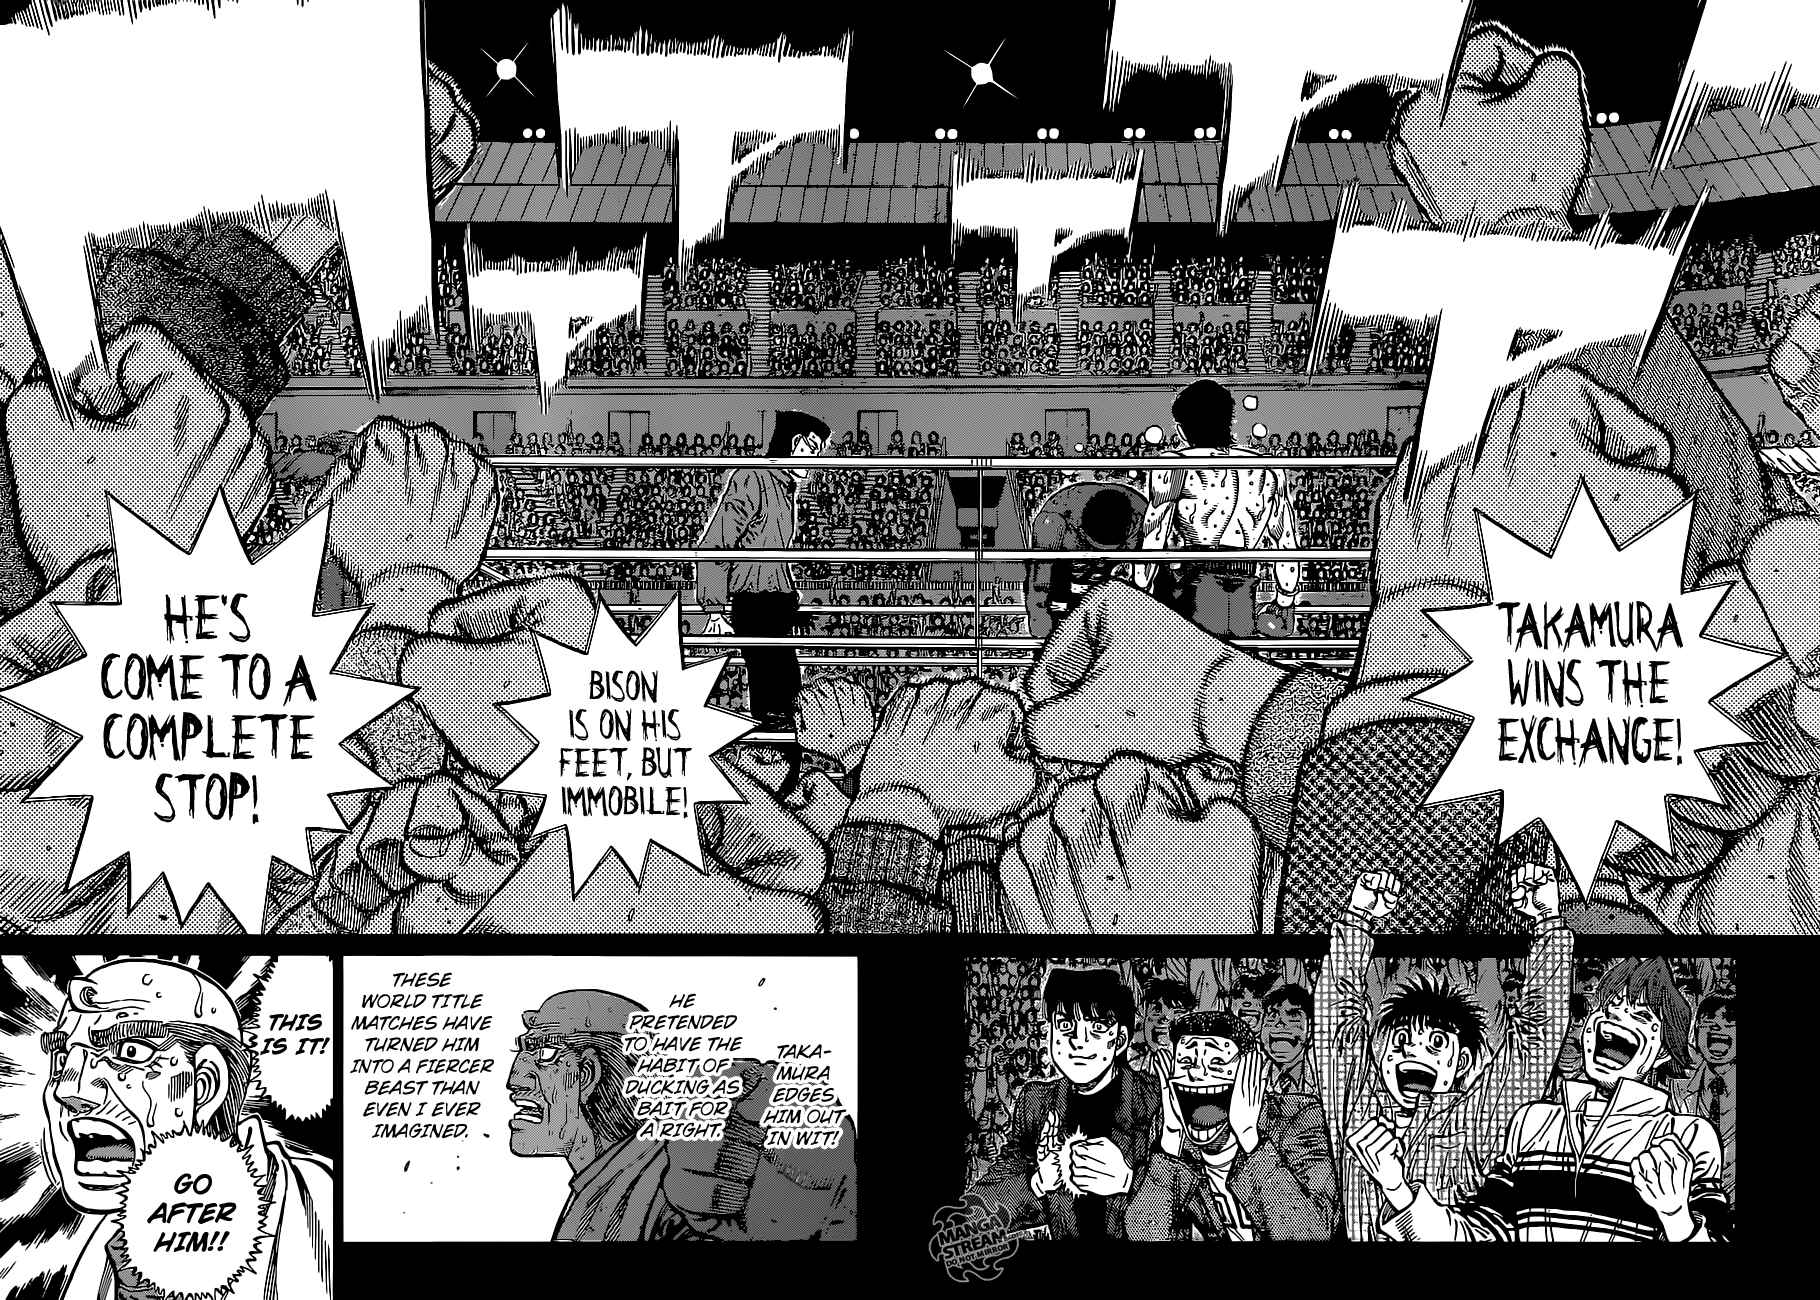 TAKAMURA
WINS THE
EXCHANGE!
BISON
IS ON HIS
FEET, BUT
IMMOBILE!
HE'S
COME TO A
COMPLETE
STOP!
TAKA-
MURA
EDGES
HIM OUT
IN WIT!
HE
PRETENDED
TO HAVE THE
HABIT OF
DUCKING AS
BAIT FOR
A RIGHT.
THESE
WORLD TITLE
MATCHES HAVE
TURNED HIM
INTO A FIERCER
BEAST THAN
EVEN I EVER
IMAGINED.
THIS
IS IT!
GO
AFTER
HIM!!
MANGA
STREAM
DO NOT MIRROR